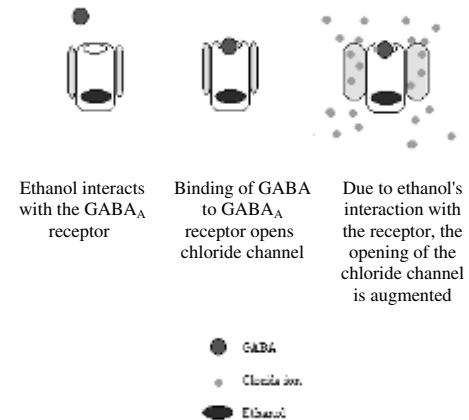 Ethanol interacts
with the GABAA
receptor
Binding of GABA
to GABAA
receptor opens
chloride channel
Due to ethanol's
interaction with
the receptor, the
opening of the
chloride channel
is augmented
GABA
Chloride ion
Ethanol